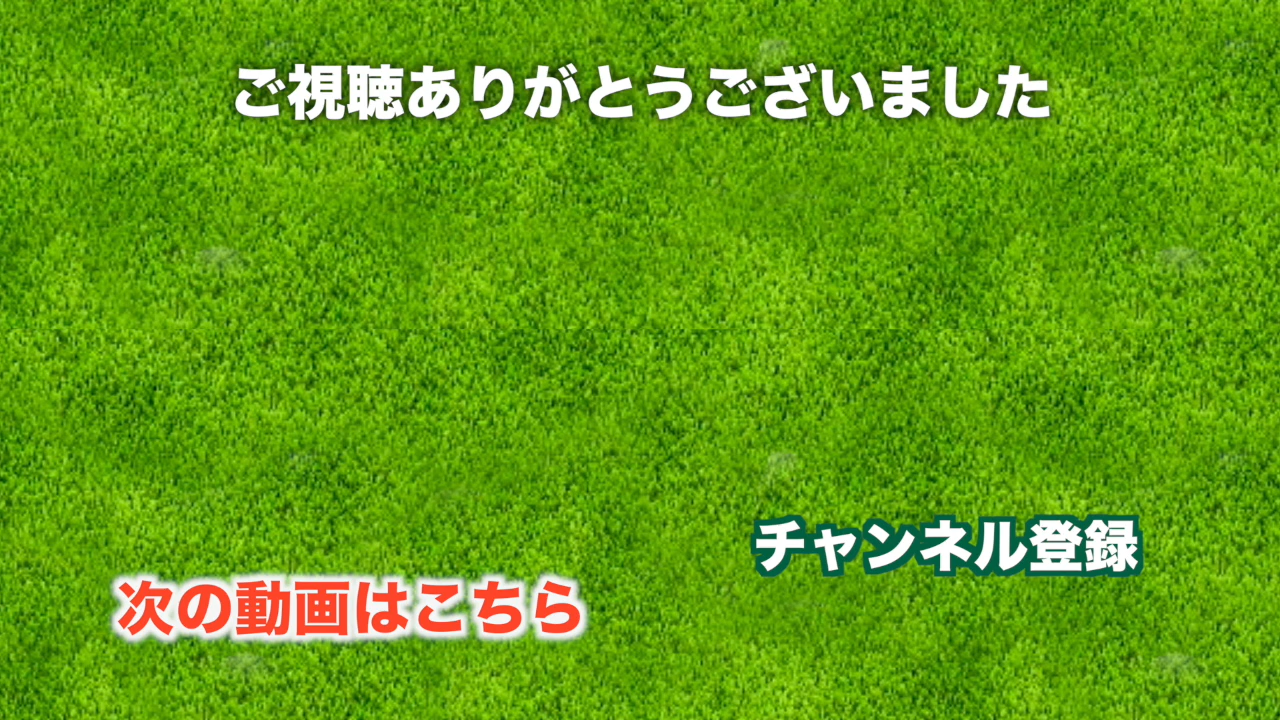 ご視聴ありがとうございました
チャンネル登録
次の動画はこちら